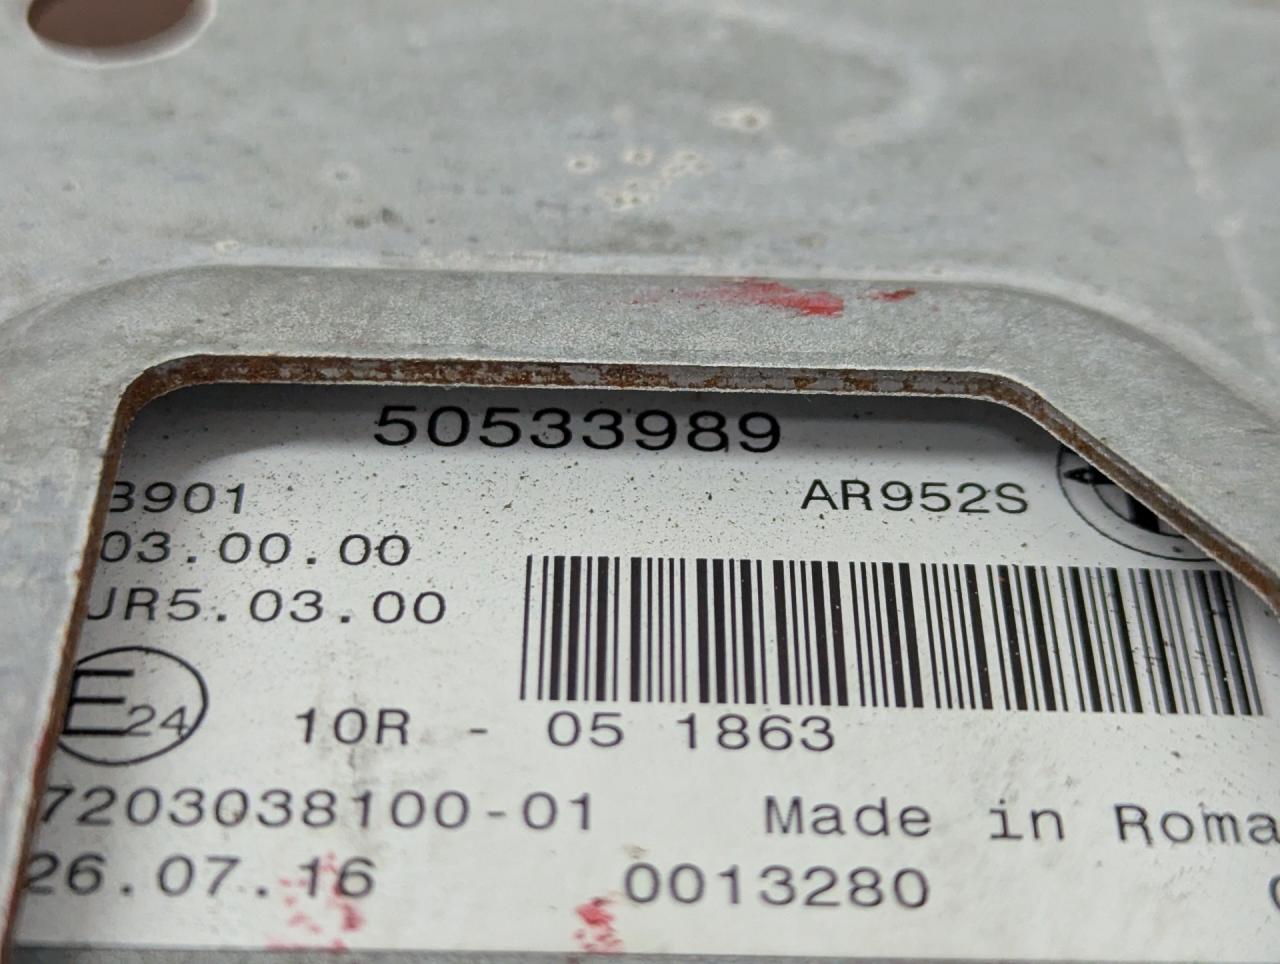 50533989
3901
AR952S
03.00.00
UR5.03.00
E24
10R - 05 1863
7203038100-01
Made in Roma
26.07.16
0013280